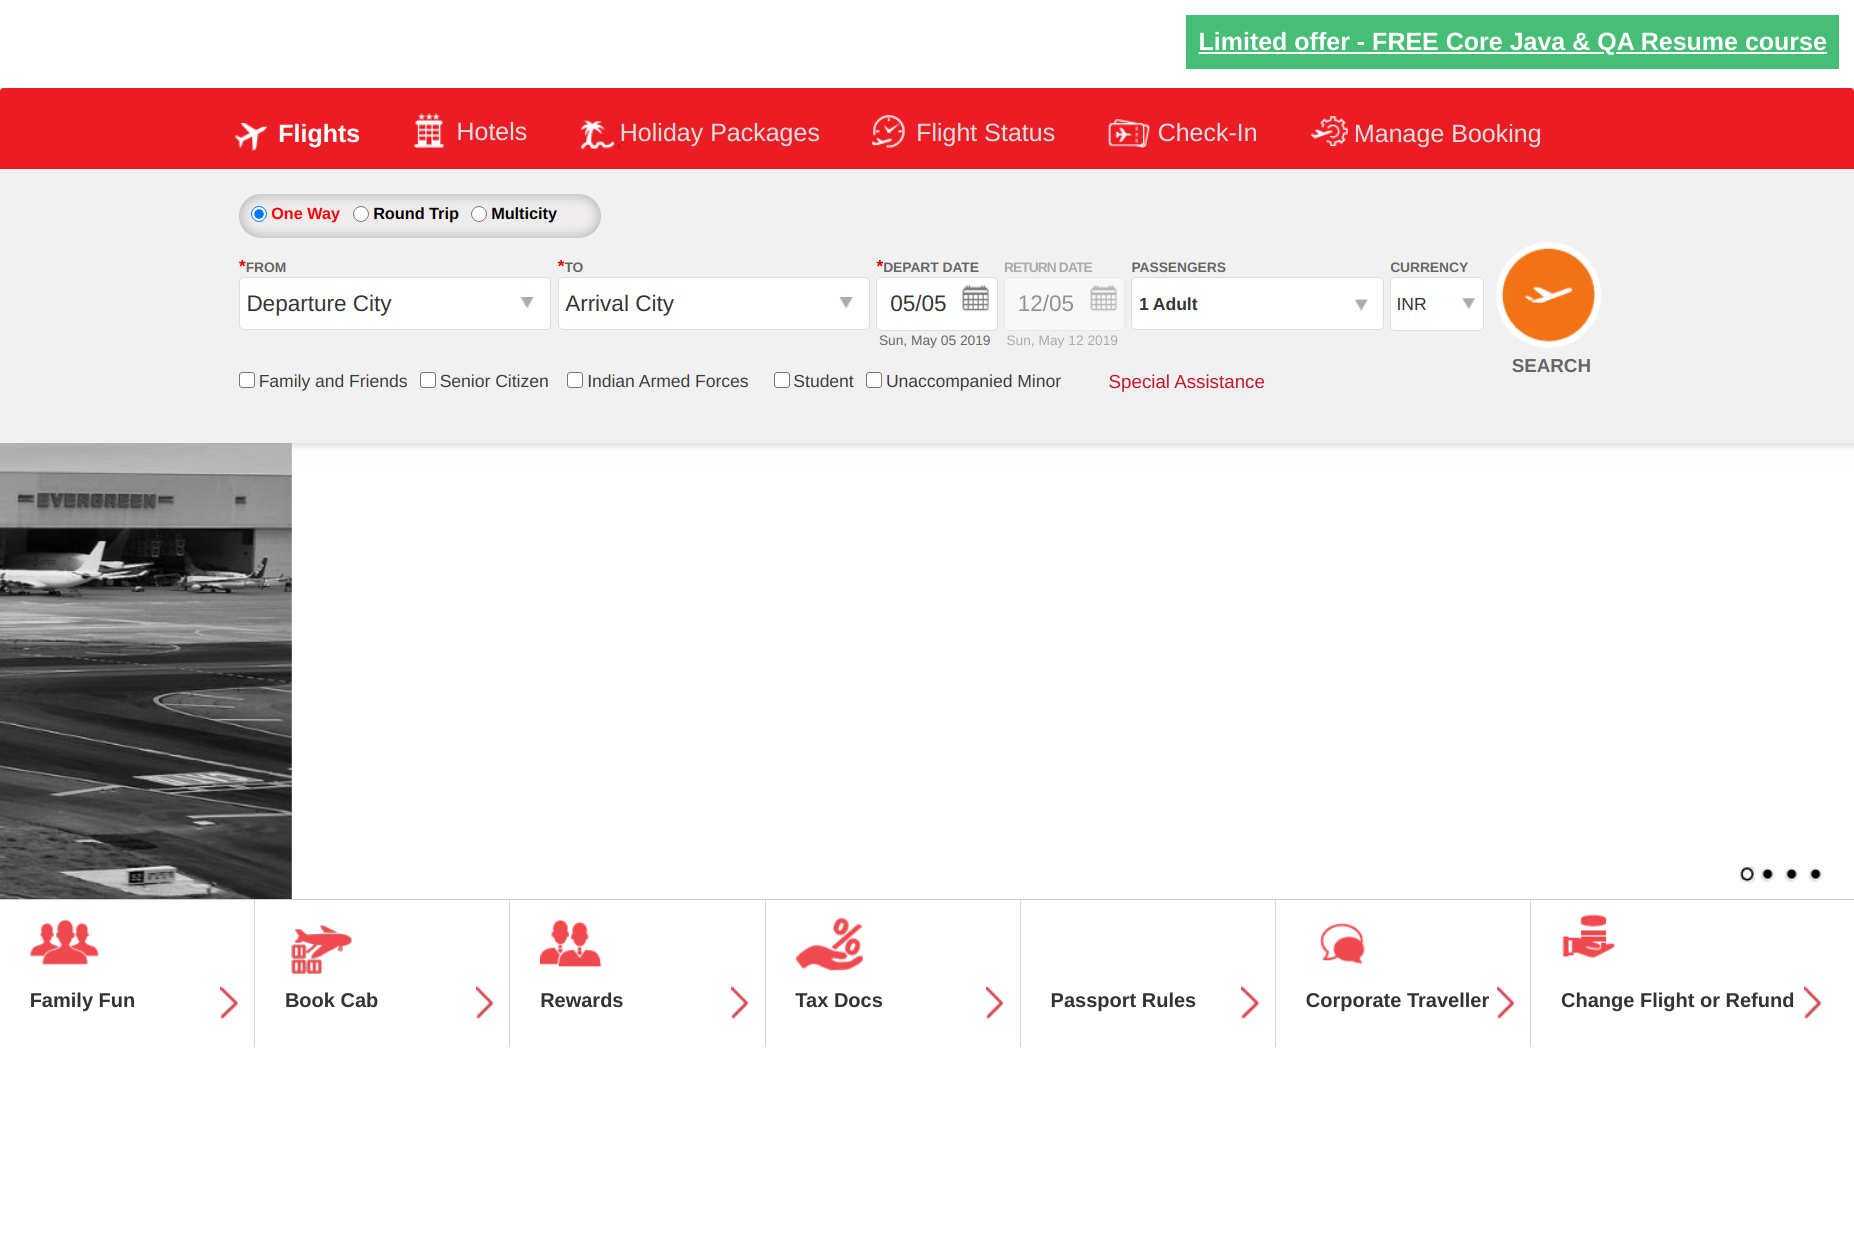 Limited offer - FREE Core Java & QA Resume course
Flights Hotels Holiday Packages Flight Status Check-In Manage Booking
One Way Round Trip Multicity
*FROM *TO *DEPART DATE RETURN DATE PASSENGERS CURRENCY
Departure City Arrival City 05/05 12/05 1 Adult INR
Sun, May 05 2019 Sun, May 12 2019
SEARCH
Family and Friends Senior Citizen Indian Armed Forces Student Unaccompanied Minor Special Assistance
EVERGREEN
Family Fun Book Cab Rewards Tax Docs Passport Rules Corporate Traveller Change Flight or Refund